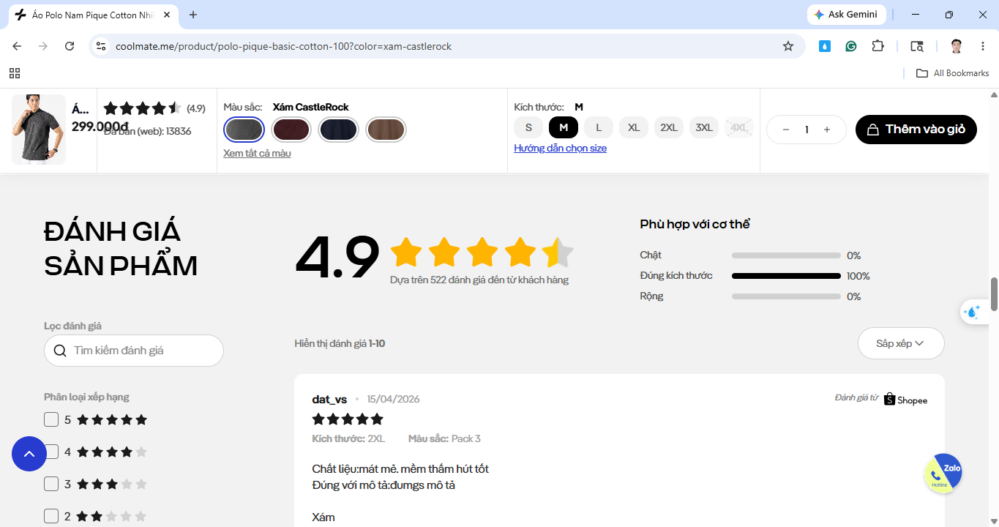 Áo Polo Nam Pique Cotton Nhi
Ask Gemini
coolmate.me/product/polo-pique-basic-cotton-100?color=xam-castlerock
All Bookmarks
Á...
299.000đ
(4.9)
Đã bán (web): 13836
Màu sắc: Xám CastleRock
Xem tất cả màu
Kích thước: M
S M L XL 2XL 3XL 4XL
Hướng dẫn chọn size
− 1 +
Thêm vào giỏ
ĐÁNH GIÁ
SẢN PHẨM
4.9
Dựa trên 522 đánh giá đến từ khách hàng
Phù hợp với cơ thể
Chật 0%
Đúng kích thước 100%
Rộng 0%
Lọc đánh giá
Tìm kiếm đánh giá
Phân loại xếp hạng
5
4
3
2
Hiển thị đánh giá 1-10
Sắp xếp
dat_vs • 15/04/2026
Đánh giá từ Shopee
Kích thước: 2XL Màu sắc: Pack 3
Chất liệu:mát mẻ. mềm thấm hút tốt
Đúng với mô tả:đumgs mô tả
Xám
Zalo
Hotline